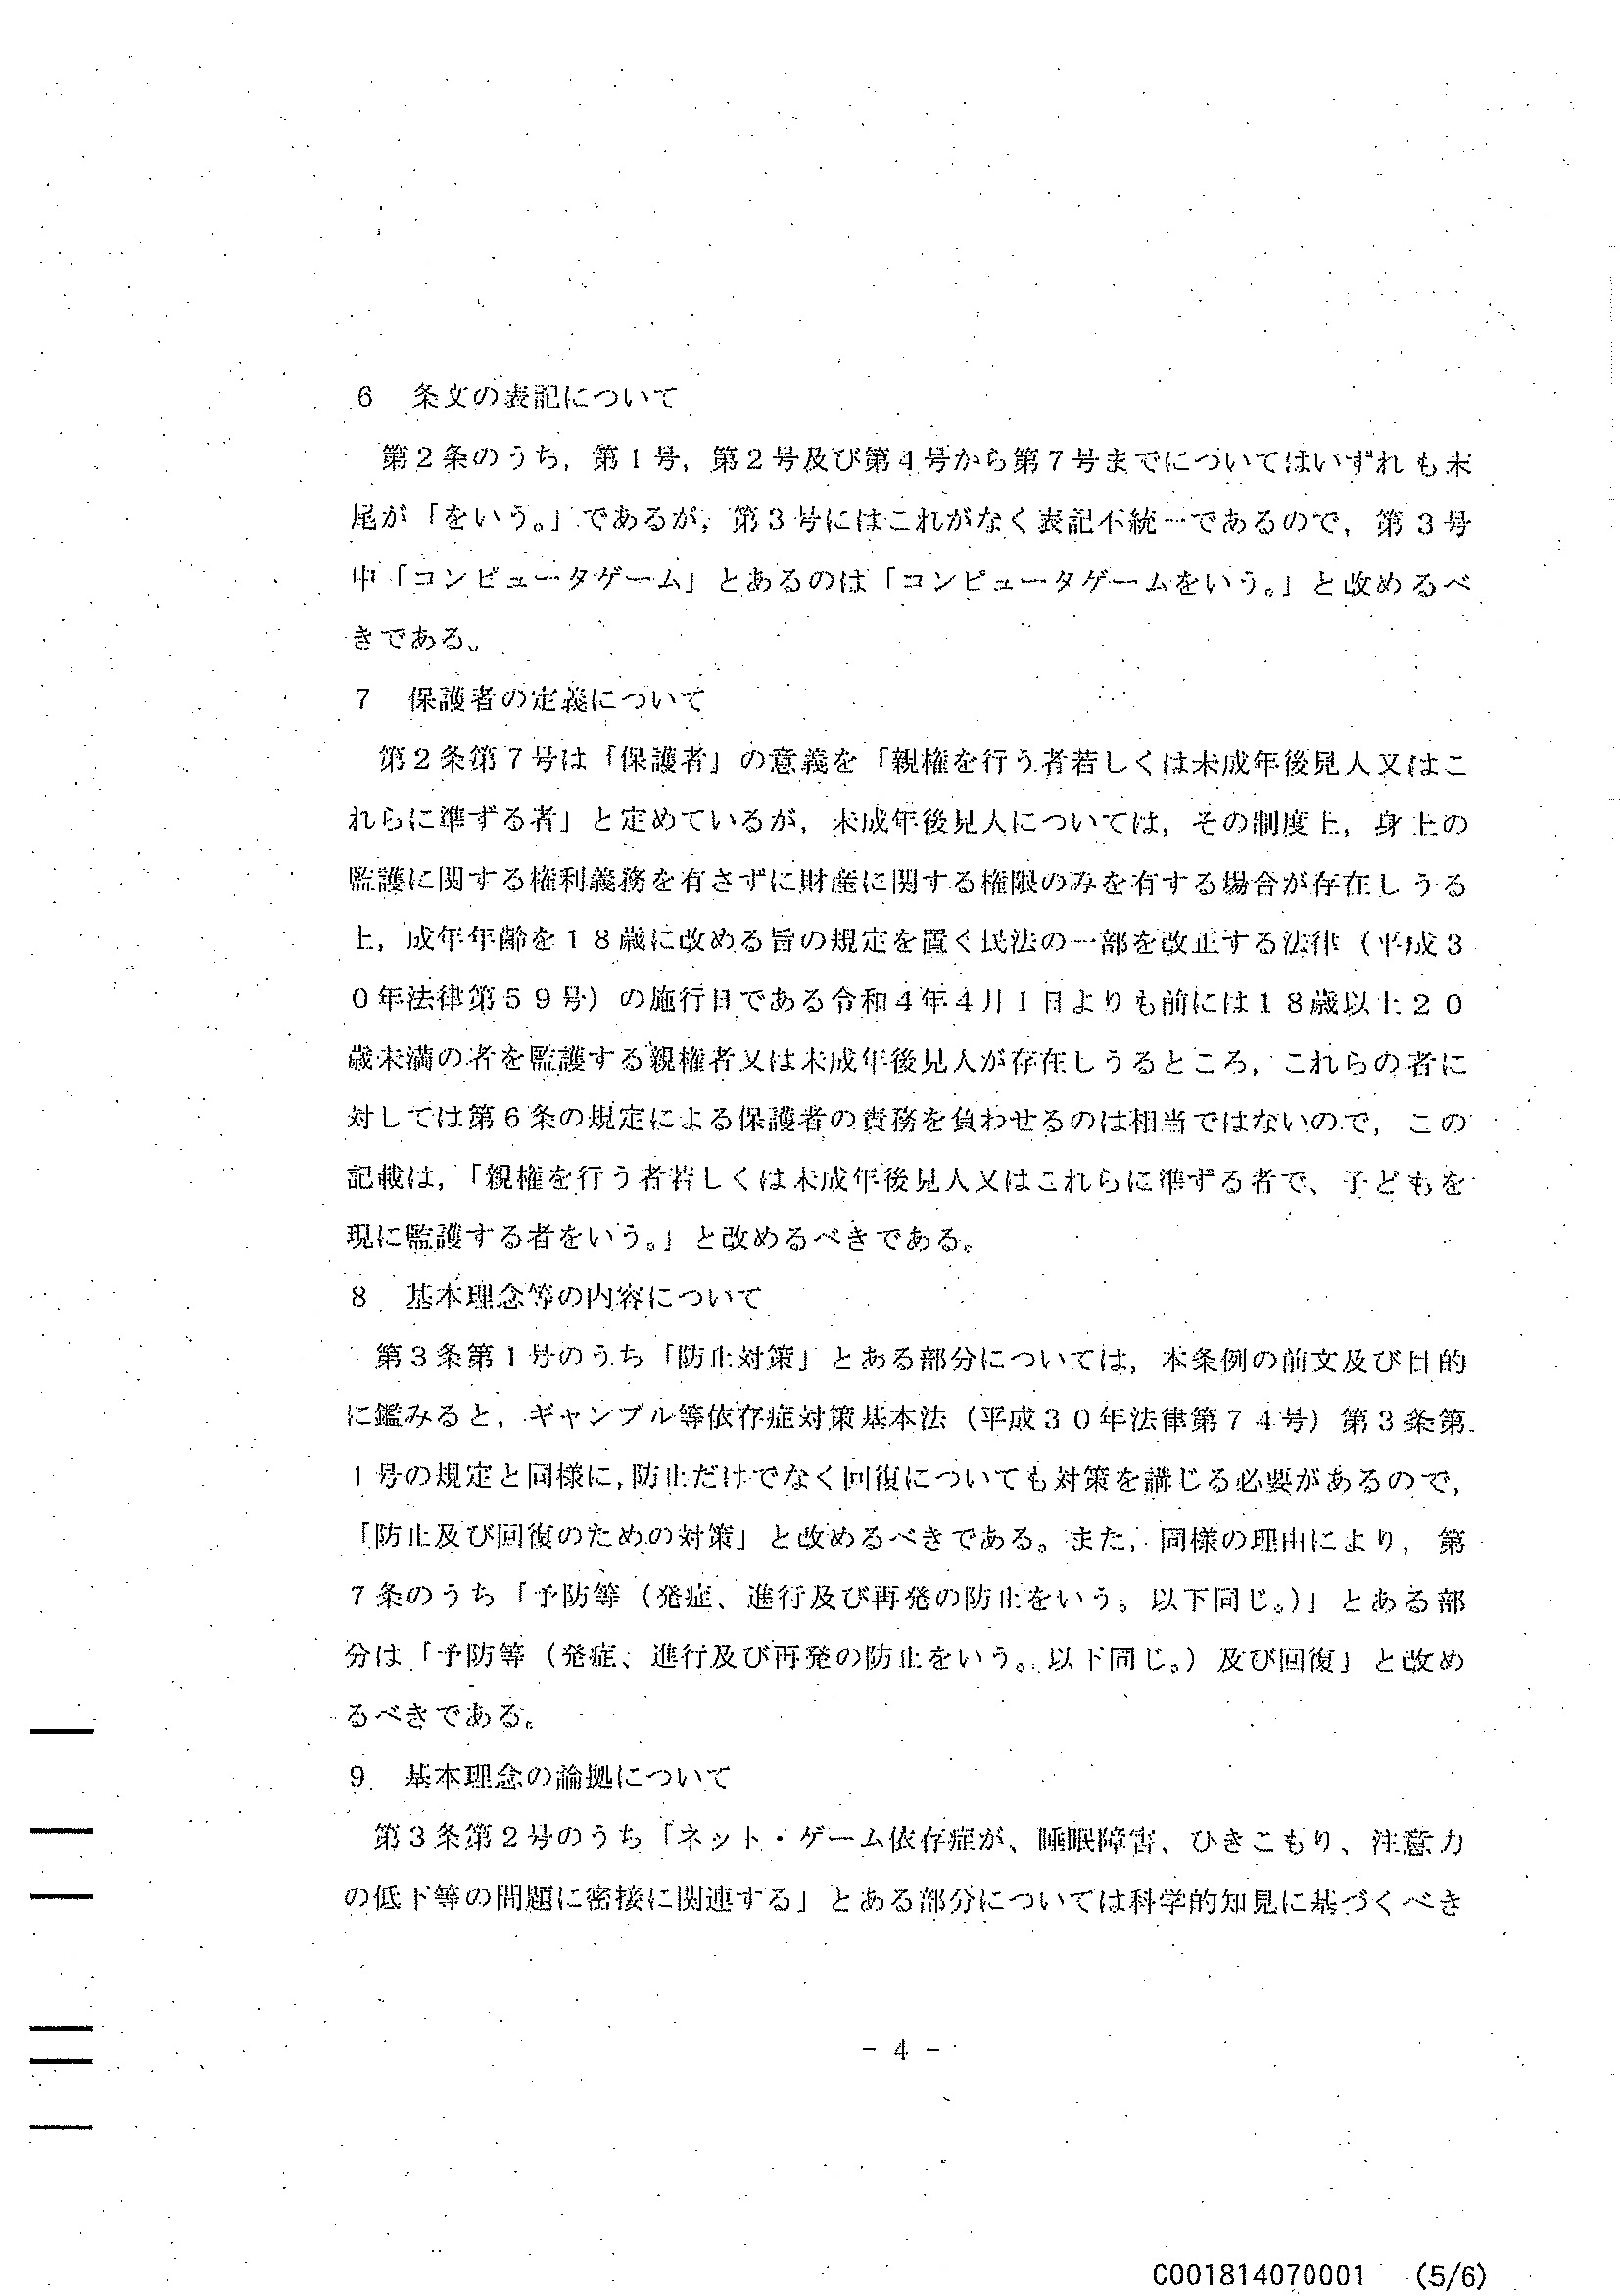 ６　条文の表記について
第２条のうち，第１号，第２号及び第４号から第７号までについてはいずれも末
尾が「をいう。」であるが，第３号にはこれがなく表記不統一であるので，第３号
中「コンピュータゲーム」とあるのは「コンピュータゲームをいう。」と改めるべ
きである。
７　保護者の定義について
第２条第７号は「保護者」の意義を「親権を行う者若しくは未成年後見人又はこ
れらに準ずる者」と定めているが，未成年後見人については，その制度上，身上の
監護に関する権利義務を有さずに財産に関する権限のみを有する場合が存在しうる
上，成年年齢を１８歳に改める旨の規定を置く民法の一部を改正する法律（平成３
０年法律第５９号）の施行日である令和４年４月１日よりも前には１８歳以上２０
歳未満の者を監護する親権者又は未成年後見人が存在しうるところ，これらの者に
対しては第６条の規定による保護者の責務を負わせるのは相当ではないので，この
記載は，「親権を行う者若しくは未成年後見人又はこれらに準ずる者で、子どもを
現に監護する者をいう。」と改めるべきである。
８　基本理念等の内容について
第３条第１号のうち「防止対策」とある部分については，本条例の前文及び目的
に鑑みると，ギャンブル等依存症対策基本法（平成３０年法律第７４号）第３条第
１号の規定と同様に，防止だけでなく回復についても対策を講じる必要があるので，
「防止及び回復のための対策」と改めるべきである。また，同様の理由により，第
７条のうち「予防等（発症、進行及び再発の防止をいう。以下同じ。）」とある部
分は「予防等（発症、進行及び再発の防止をいう。以下同じ。）及び回復」と改め
るべきである。
９　基本理念の論拠について
第３条第２号のうち「ネット・ゲーム依存症が、睡眠障害、ひきこもり、注意力
の低下等の問題に密接に関連する」とある部分については科学的知見に基づくべき
－ 4 －
C001814070001　(5/6)